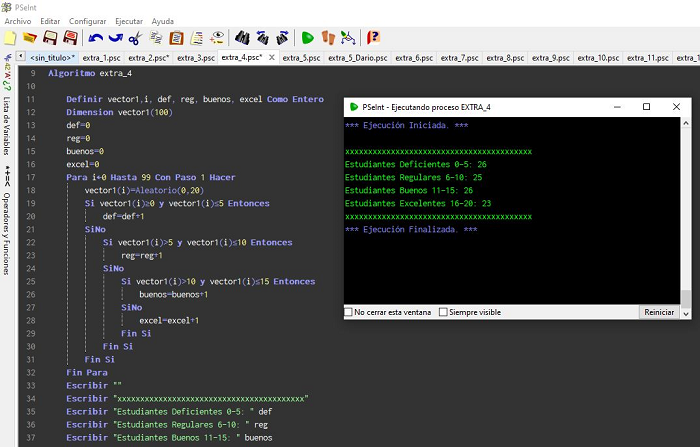 PSeInt
Archivo Editar Configurar Ejecutar Ayuda
<sin_titulo>* extra_1.psc extra_2.psc* extra_3.psc extra_4.psc* extra_5.psc extra_5_Dario.psc extra_6.psc extra_7.psc extra_8.psc extra_9.psc extra_10.psc extra_11.psc extra_1
Lista de Variables
Operadores y Funciones
9 Algoritmo extra_4
10
11 Definir vector1,i, def, reg, buenos, excel Como Entero
12 Dimension vector1(100)
13 def=0
14 reg=0
15 buenos=0
16 excel=0
17 Para i←0 Hasta 99 Con Paso 1 Hacer
18 vector1(i)=Aleatorio(0,20)
19 Si vector1(i)≥0 y vector1(i)≤5 Entonces
20 def=def+1
21 SiNo
22 Si vector1(i)>5 y vector1(i)≤10 Entonces
23 reg=reg+1
24 SiNo
25 Si vector1(i)>10 y vector1(i)≤15 Entonces
26 buenos=buenos+1
27 SiNo
28 excel=excel+1
29 Fin Si
30 Fin Si
31 Fin Si
32 Fin Para
33 Escribir ""
34 Escribir "xxxxxxxxxxxxxxxxxxxxxxxxxxxxxxxxxxxxxxxxx"
35 Escribir "Estudiantes Deficientes 0-5: " def
36 Escribir "Estudiantes Regulares 6-10: " reg
37 Escribir "Estudiantes Buenos 11-15: " buenos
PSeInt - Ejecutando proceso EXTRA_4
*** Ejecución Iniciada. ***
xxxxxxxxxxxxxxxxxxxxxxxxxxxxxxxxxxxxxxxxx
Estudiantes Deficientes 0-5: 26
Estudiantes Regulares 6-10: 25
Estudiantes Buenos 11-15: 26
Estudiantes Excelentes 16-20: 23
xxxxxxxxxxxxxxxxxxxxxxxxxxxxxxxxxxxxxxxxx
*** Ejecución Finalizada. ***
No cerrar esta ventana Siempre visible Reiniciar